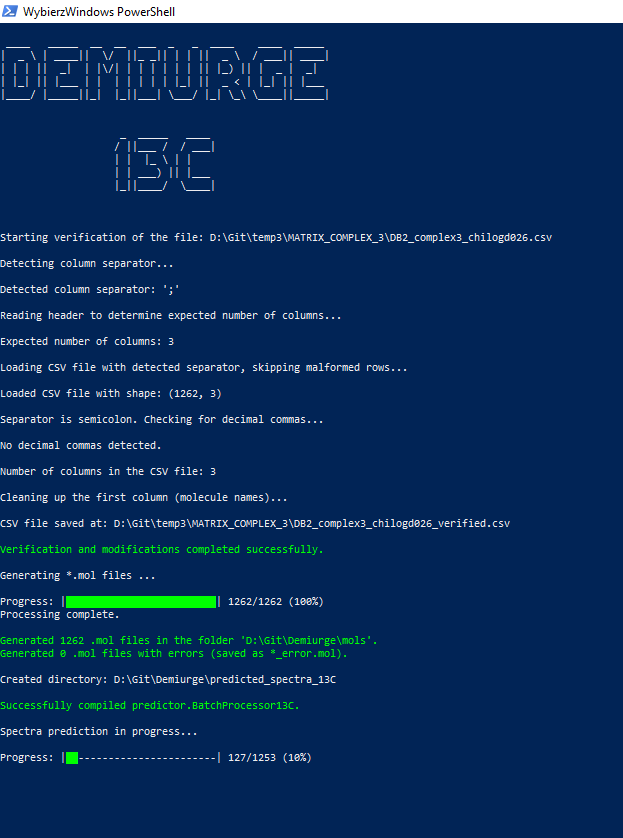 WybierzWindows PowerShell
DEMIURGE
13C
Starting verification of the file: D:\Git\temp3\MATRIX_COMPLEX_3\DB2_complex3_chilogd026.csv
Detecting column separator...
Detected column separator: ';'
Reading header to determine expected number of columns...
Expected number of columns: 3
Loading CSV file with detected separator, skipping malformed rows...
Loaded CSV file with shape: (1262, 3)
Separator is semicolon. Checking for decimal commas...
No decimal commas detected.
Number of columns in the CSV file: 3
Cleaning up the first column (molecule names)...
CSV file saved at: D:\Git\temp3\MATRIX_COMPLEX_3\DB2_complex3_chilogd026_verified.csv
Verification and modifications completed successfully.
Generating *.mol files ...
Progress: |███████████████████████| 1262/1262 (100%)
Processing complete.
Generated 1262 .mol files in the folder 'D:\Git\Demiurge\mols'.
Generated 0 .mol files with errors (saved as *_error.mol).
Created directory: D:\Git\Demiurge\predicted_spectra_13C
Successfully compiled predictor.BatchProcessor13C.
Spectra prediction in progress...
Progress: |██-----------------------| 127/1253 (10%)